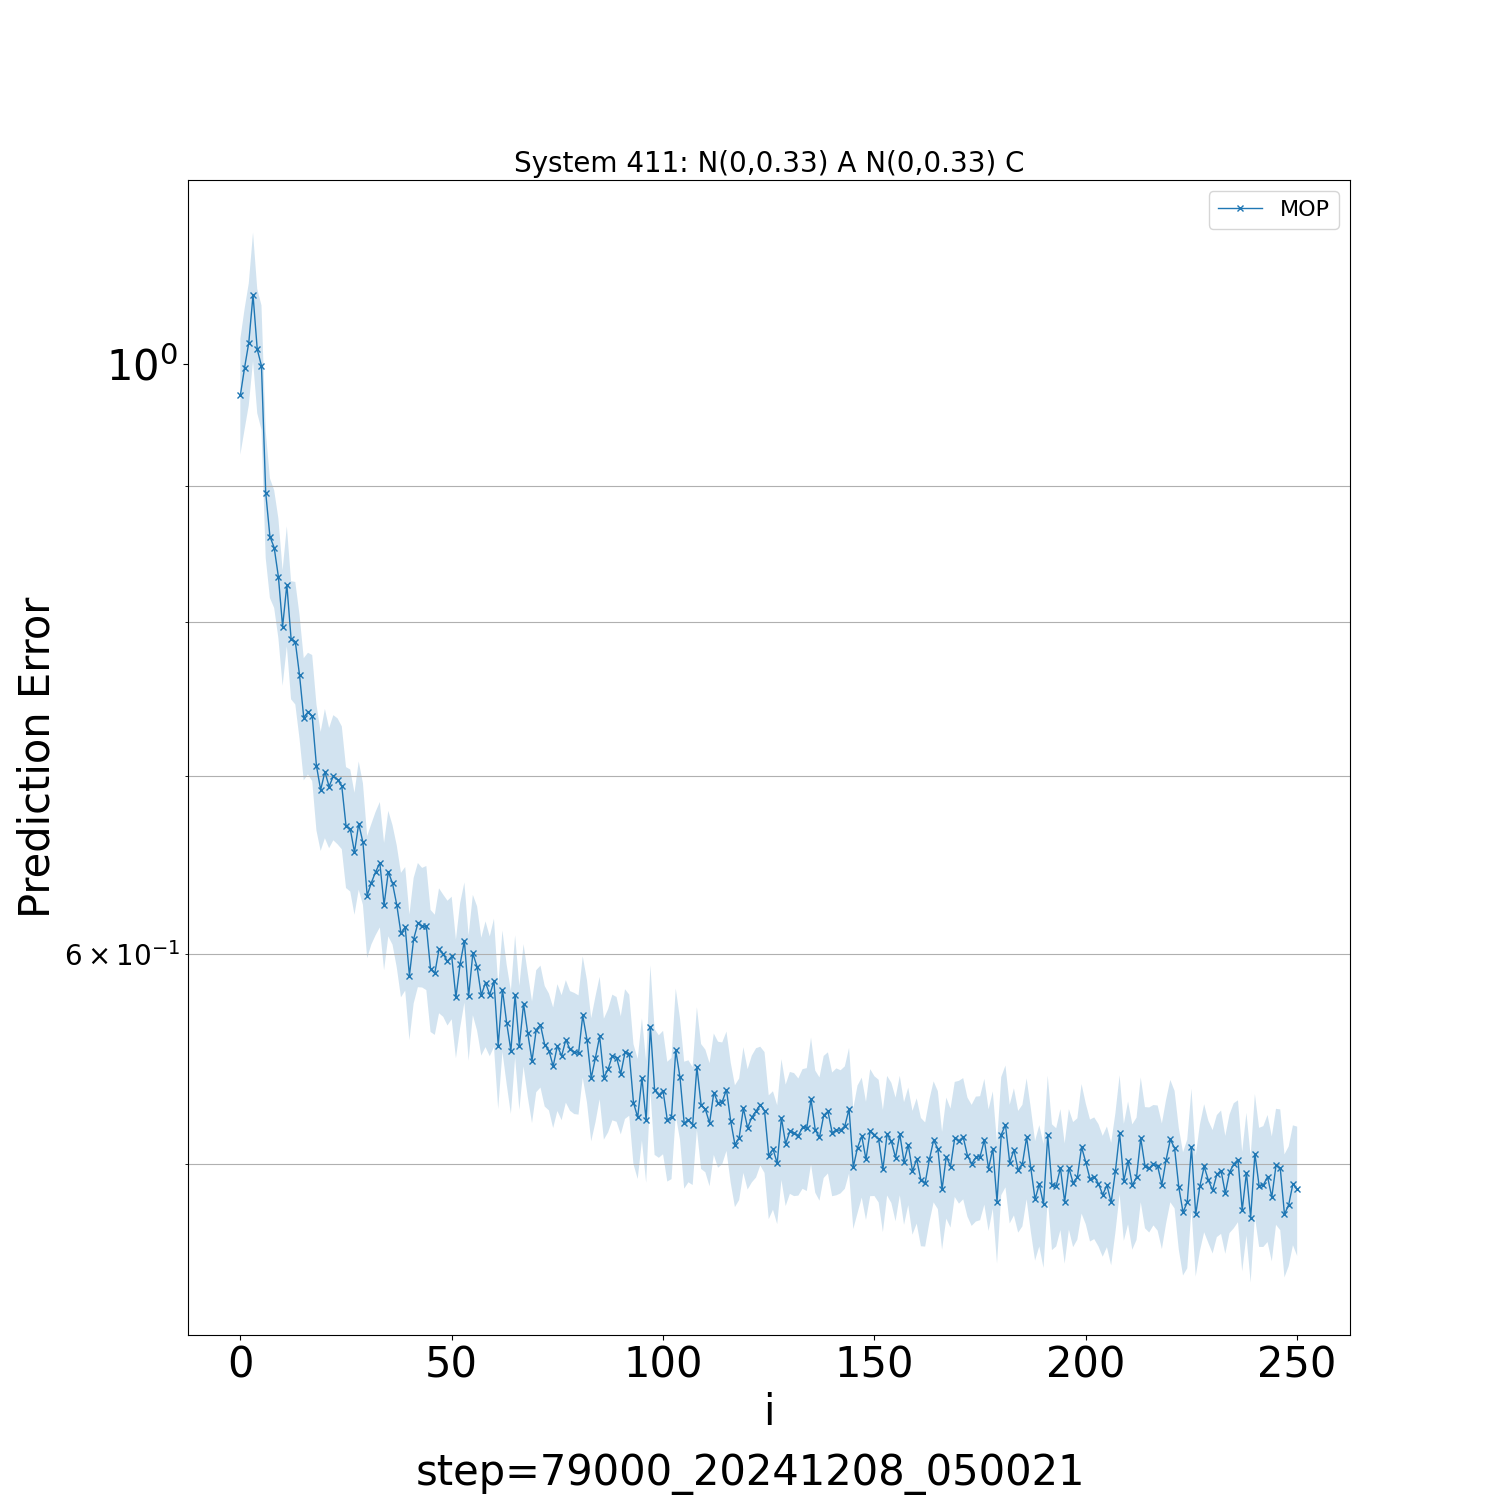 System 411: N(0,0.33) A N(0,0.33) C
MOP
10⁰
6 × 10⁻¹
Prediction Error
0 50 100 150 200 250
i
step=79000_20241208_050021